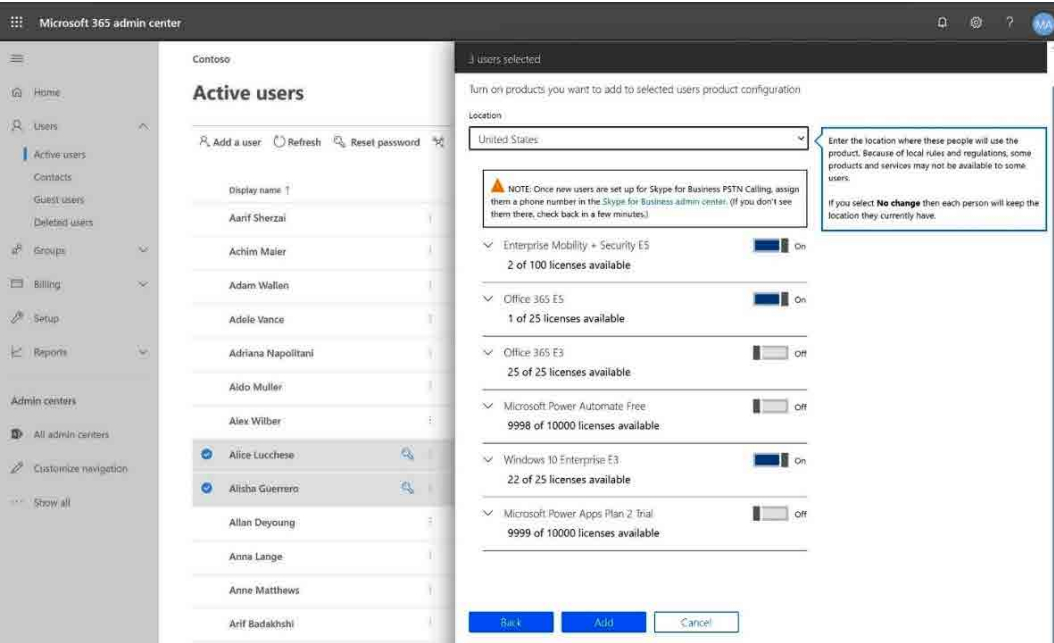 Microsoft 365 admin center
?
MA
Home
Users
Active users
Contacts
Guest users
Deleted users
Groups
Billing
Setup
Reports
Admin centers
All admin centers
Customize navigation
Show all
Contoso
Active users
Add a user
Refresh
Reset password
Display name ↑
Aarif Sherzai
Achim Maier
Adam Wallen
Adele Vance
Adriana Napolitani
Aldo Muller
Alex Wilber
Alice Lucchese
Alisha Guerrero
Allan Deyoung
Anna Lange
Anne Matthews
Arif Badakhshi
3 users selected
Turn on products you want to add to selected users product configuration
Location
United States
NOTE: Once new users are set up for Skype for Business PSTN Calling, assign
them a phone number in the Skype for Business admin center. (If you don't see
them there, check back in a few minutes.)
Enterprise Mobility + Security E5
On
2 of 100 licenses available
Office 365 E5
On
1 of 25 licenses available
Office 365 E3
Off
25 of 25 licenses available
Microsoft Power Automate Free
Off
9998 of 10000 licenses available
Windows 10 Enterprise E3
On
22 of 25 licenses available
Microsoft Power Apps Plan 2 Trial
Off
9999 of 10000 licenses available
Back
Add
Cancel
Enter the location where these people will use the
product. Because of local rules and regulations, some
products and services may not be available to some
users.
If you select No change then each person will keep the
location they currently have.